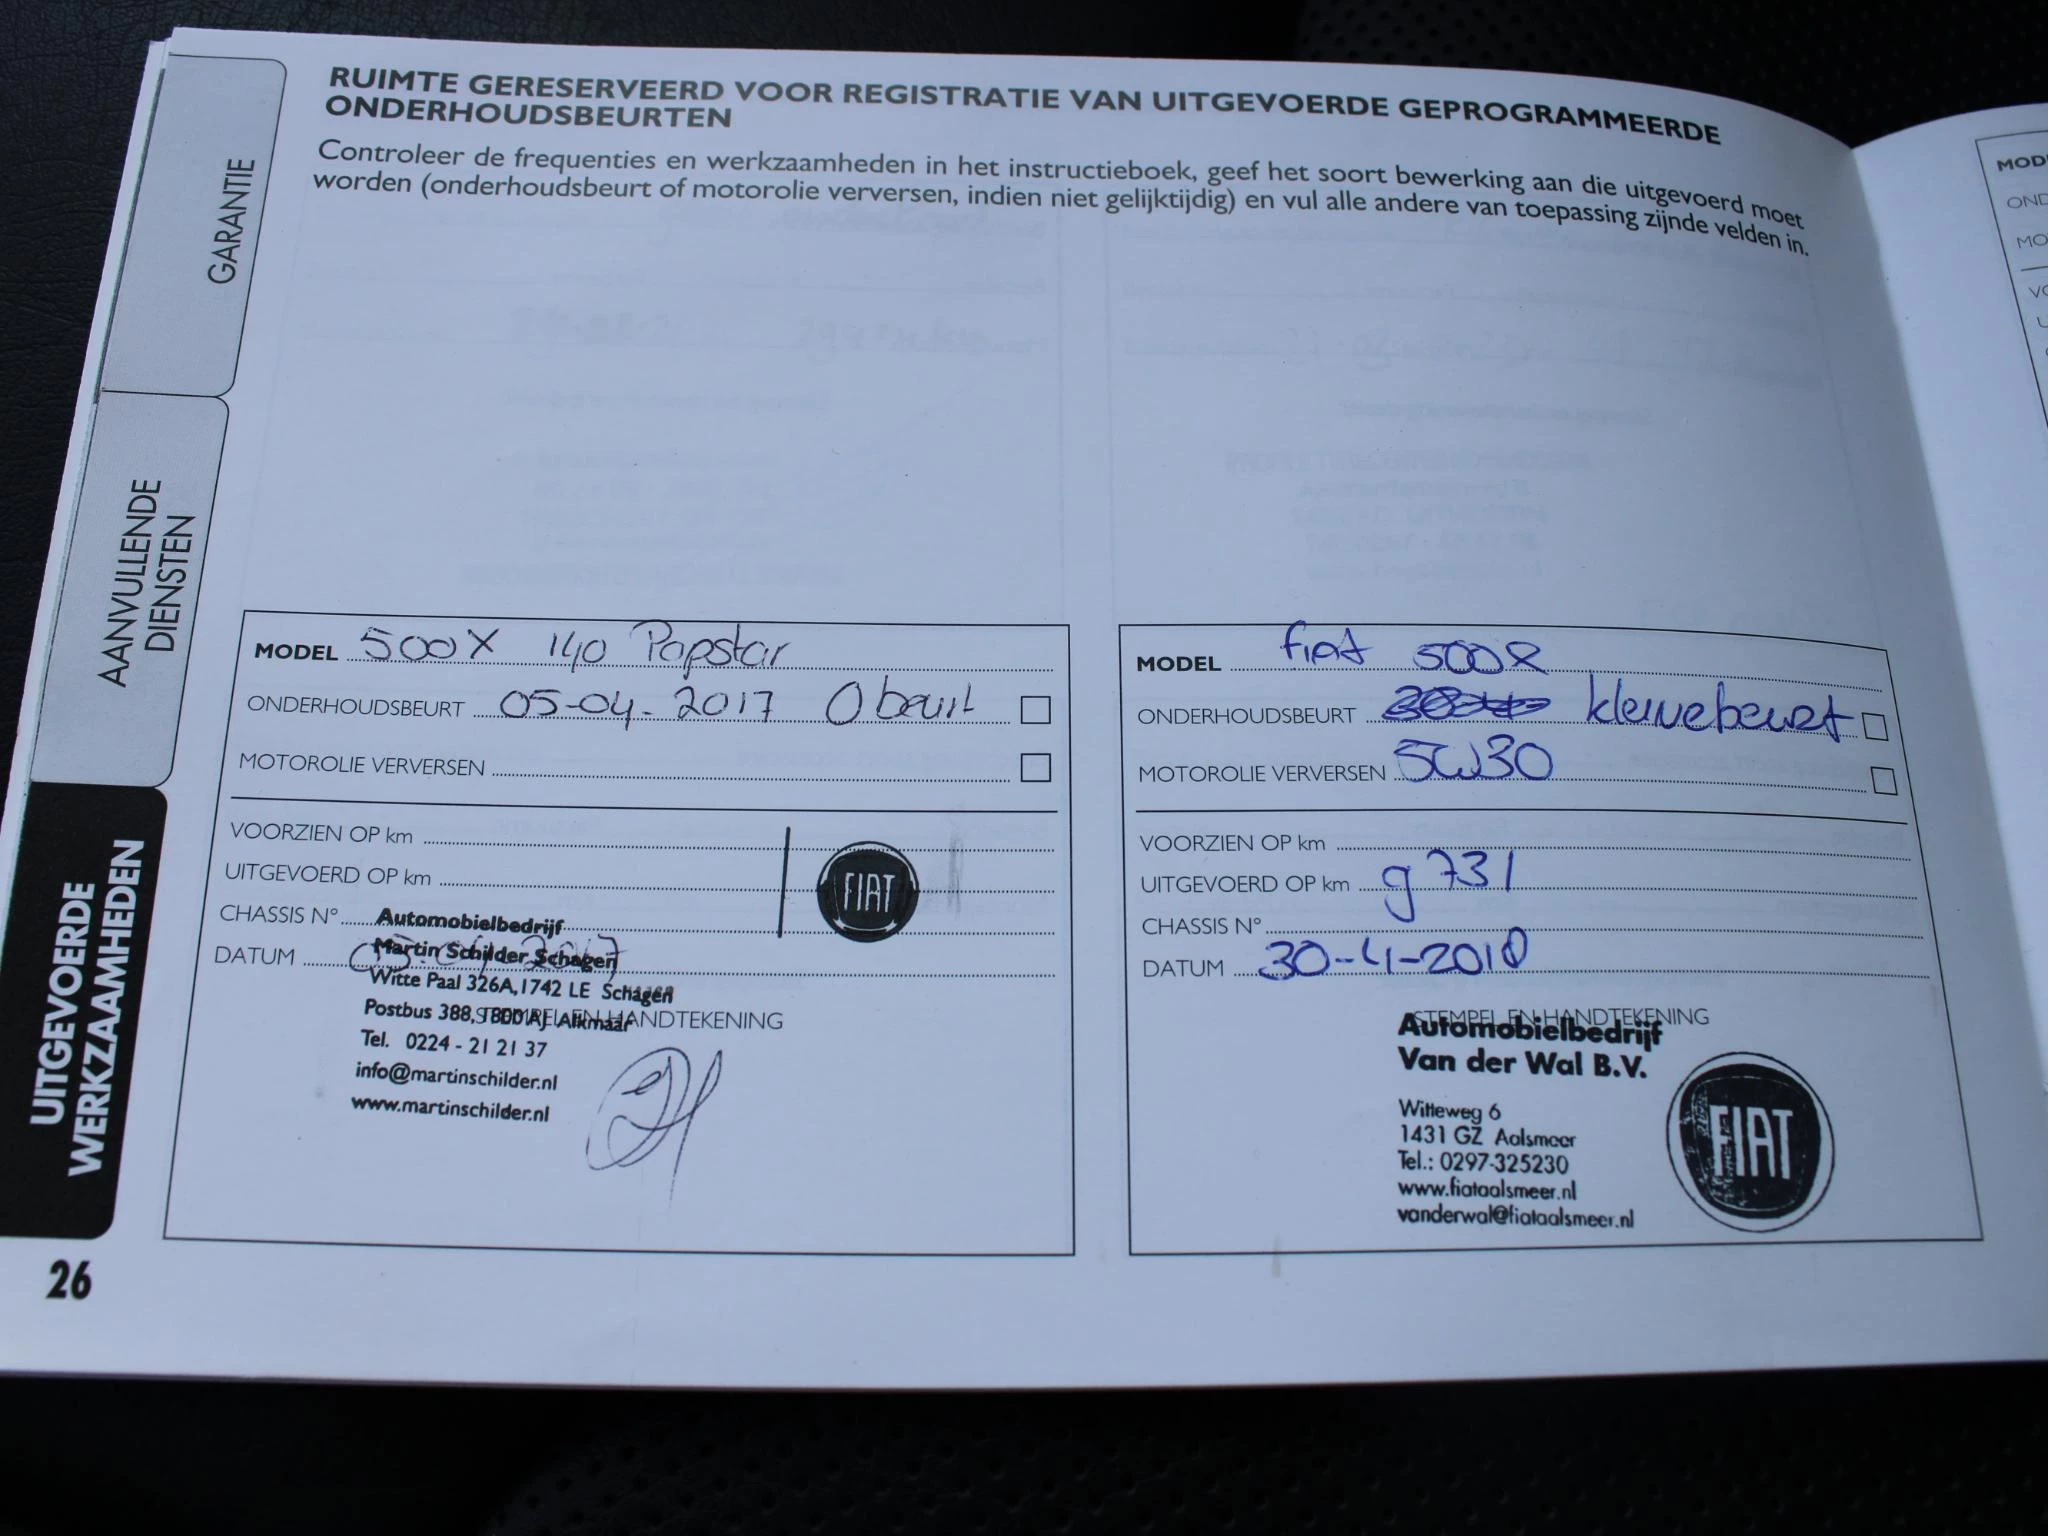 RUIMTE GERESERVEERD VOOR REGISTRATIE VAN UITGEVOERDE GEPROGRAMMEERDE
ONDERHOUDSBEURTEN
Controleer de frequenties en werkzaamheden in het instructieboek, geef het soort bewerking aan die uitgevoerd moet
worden (onderhoudsbeurt of motorolie verversen, indien niet gelijktijdig) en vul alle andere van toepassing zijnde velden in.
GARANTIE
AANVULLENDE
DIENSTEN
UITGEVOERDE
WERKZAAMHEDEN
26
MODEL 500X 140 Popstar
ONDERHOUDSBEURT 05-04-2017 0 beurt
MOTOROLIE VERVERSEN
VOORZIEN OP km
UITGEVOERD OP km
CHASSIS N°
DATUM 05-04-2017
FIAT
Automobielbedrijf
Martin Schilder Schagen
Witte Paal 326A, 1742 LE Schagen
Postbus 388, 1800 AJ Alkmaar
STEMPEL EN HANDTEKENING
Tel. 0224 - 21 21 37
info@martinschilder.nl
www.martinschilder.nl
MODEL fiat 500X
ONDERHOUDSBEURT kleinebeurt
MOTOROLIE VERVERSEN 5W30
VOORZIEN OP km
UITGEVOERD OP km 9731
CHASSIS N°
DATUM 30-4-2018
STEMPEL EN HANDTEKENING
Automobielbedrijf
Van der Wal B.V.
Witteweg 6
1431 GZ Aalsmeer
Tel.: 0297-325230
www.fiataalsmeer.nl
vanderwal@fiataalsmeer.nl
FIAT